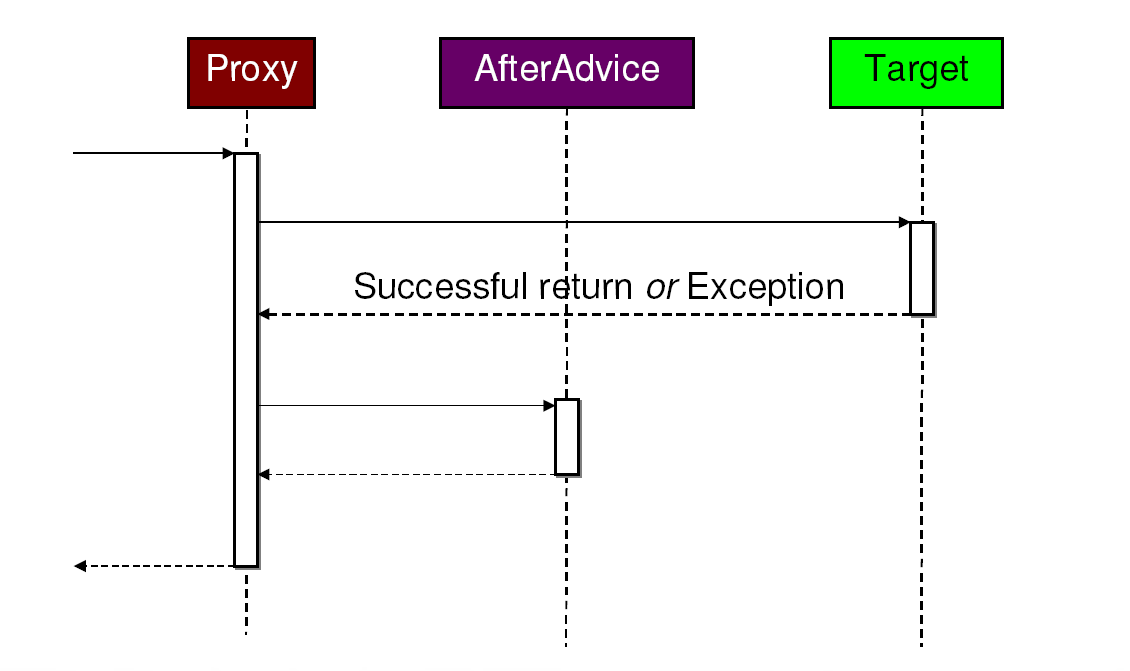 Proxy
AfterAdvice
Target
Successful return or Exception